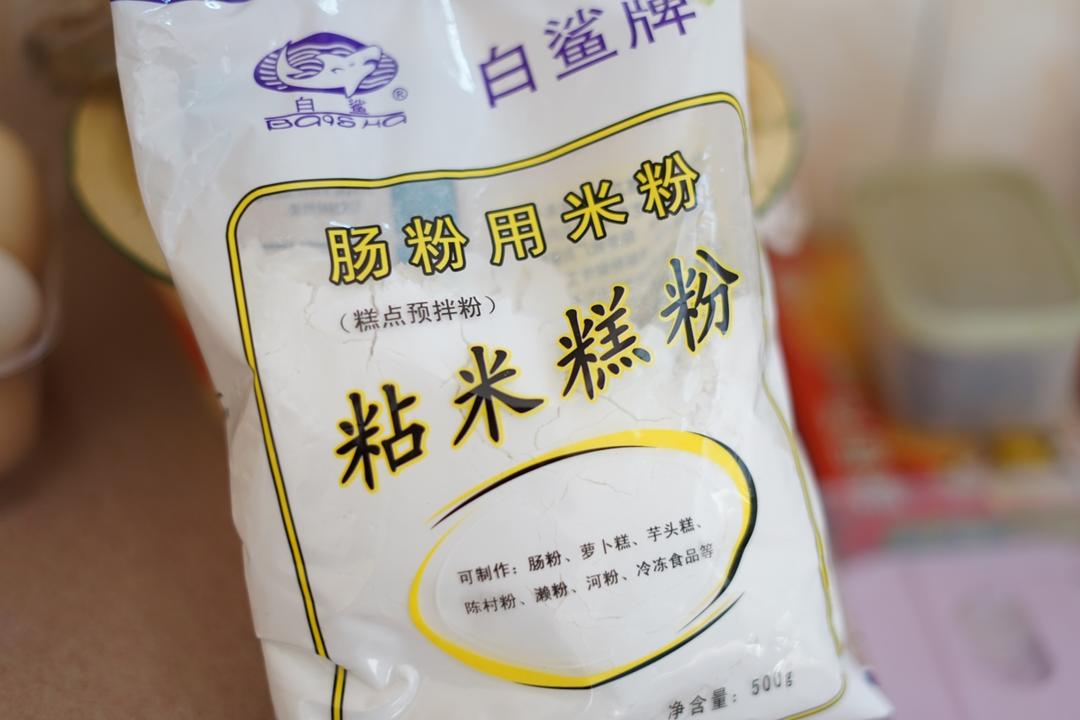 白鲨牌
白 鲨®
BAISHA
肠粉用米粉
（糕点预拌粉）
粘米糕粉
可制作：肠粉、萝卜糕、芋头糕、
陈村粉、濑粉、河粉、冷冻食品等
净含量：500g